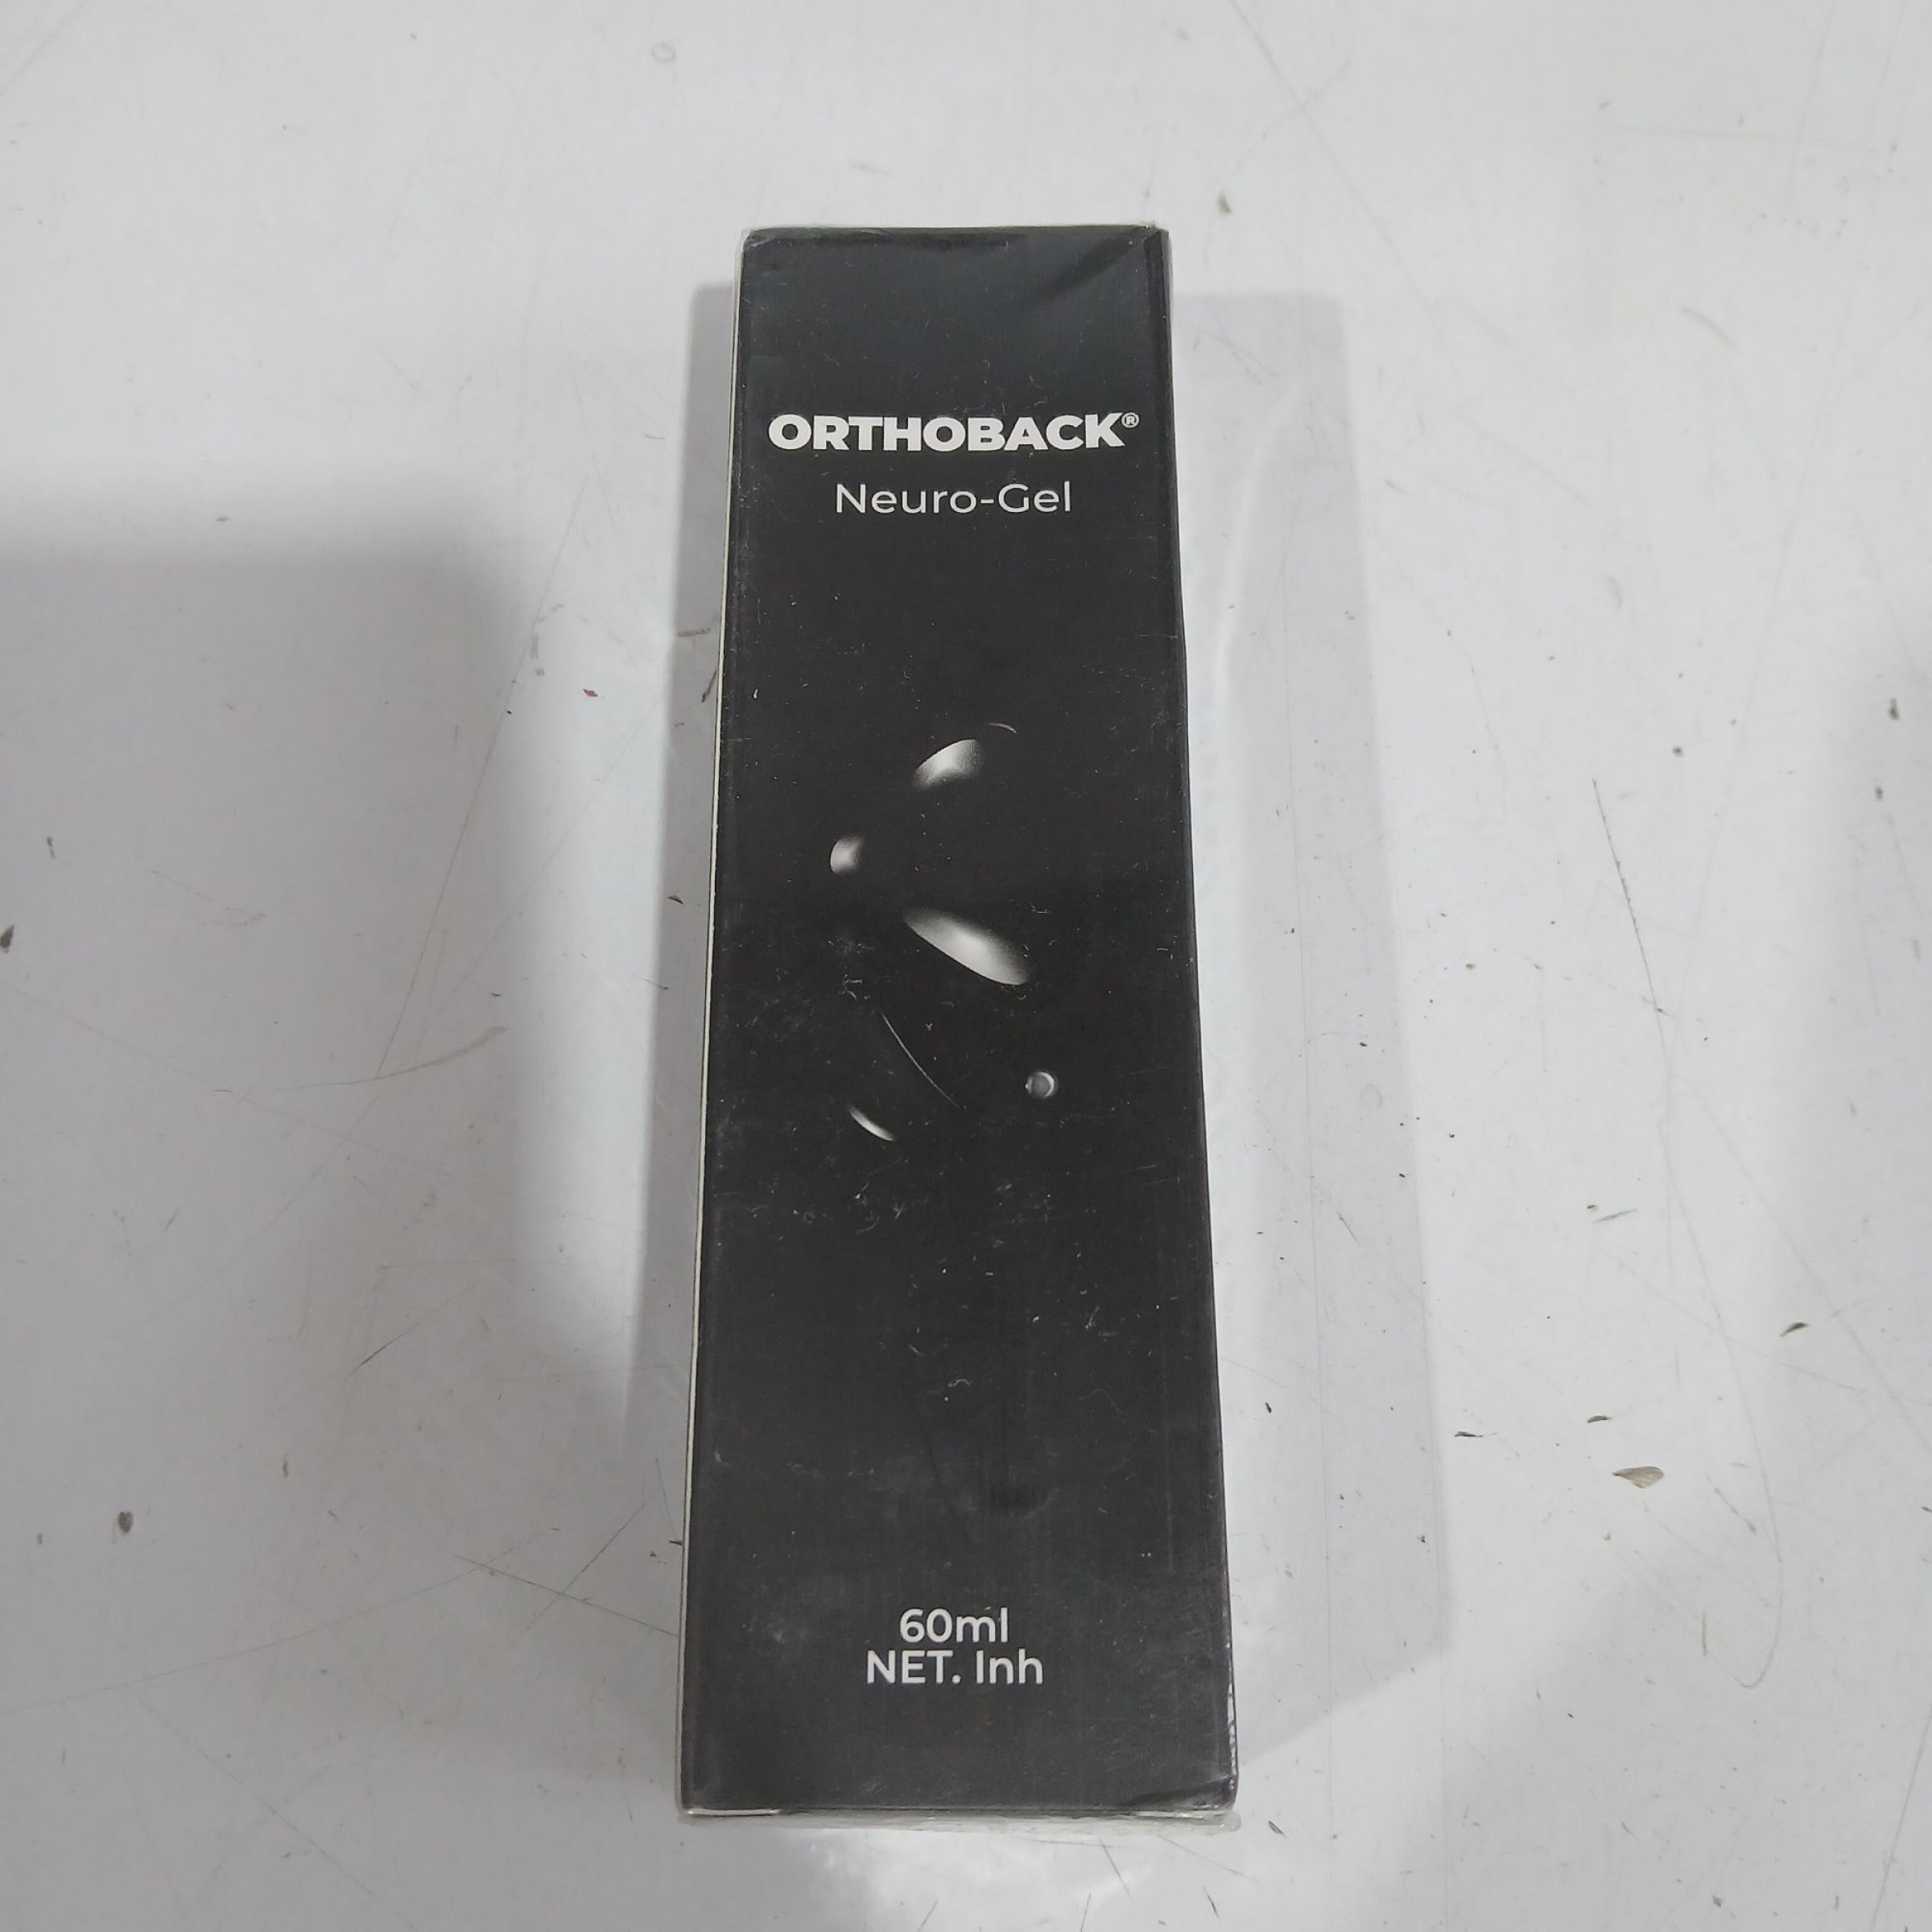 ORTHOBACK®
Neuro-Gel
60ml
NET. Inh